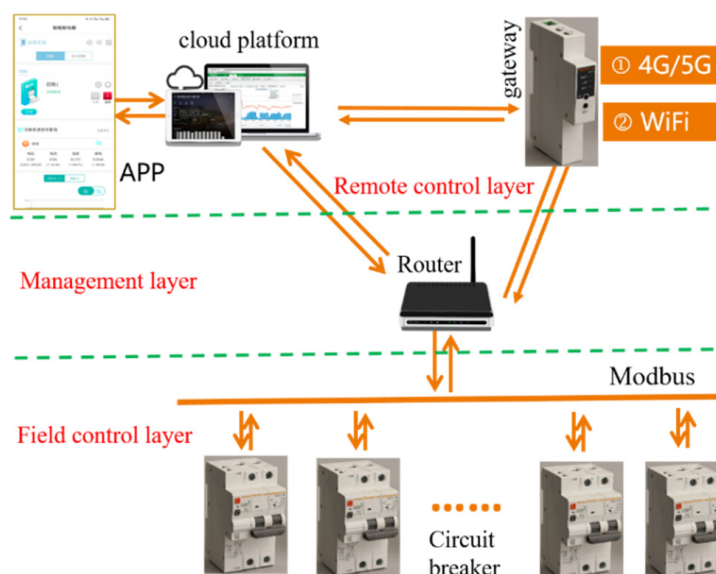 cloud platform
gateway
① 4G/5G
② WiFi
APP
Remote control layer
Router
Management layer
Modbus
Field control layer
Circuit
breaker